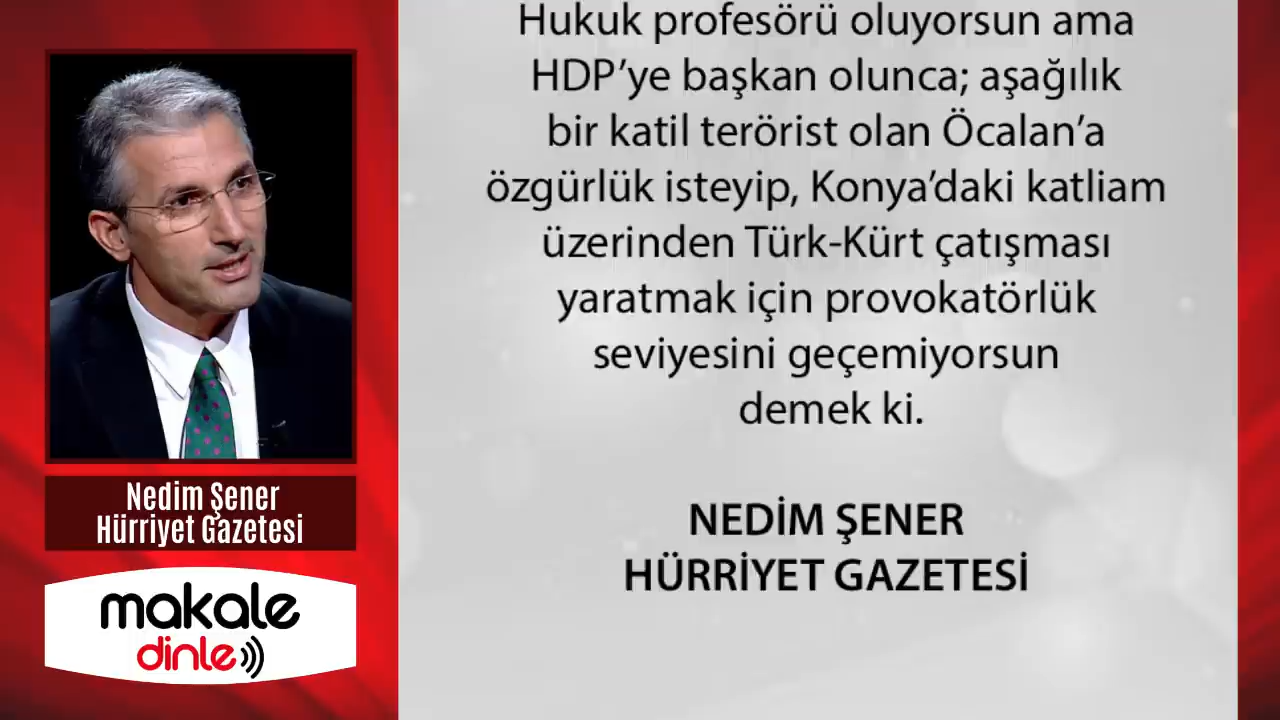 Hukuk profesörü oluyorsun ama
HDP’ye başkan olunca; aşağılık
bir katil terörist olan Öcalan’a
özgürlük isteyip, Konya’daki katliam
üzerinden Türk-Kürt çatışması
yaratmak için provokatörlük
seviyesini geçemiyorsun
demek ki.
NEDİM ŞENER
HÜRRİYET GAZETESİ
Nedim Şener
Hürriyet Gazetesi
makale
dinle